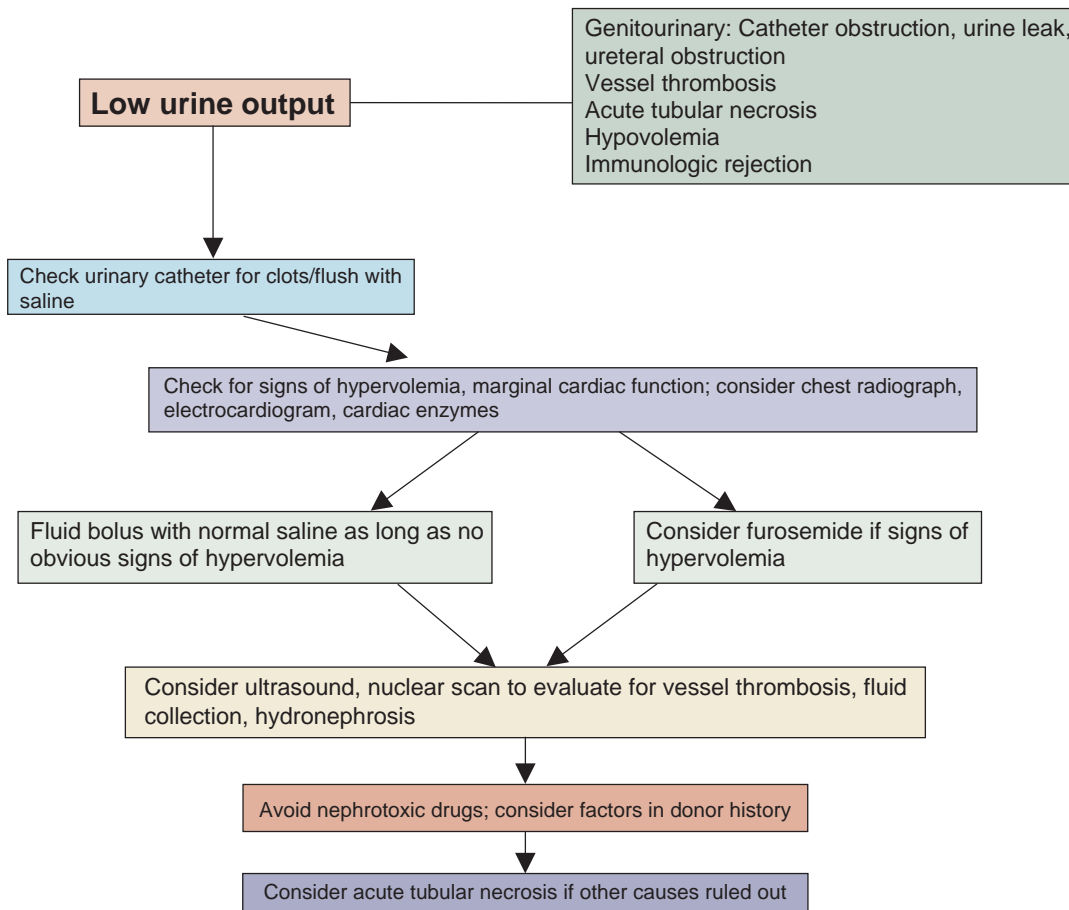 Low urine output
Genitourinary: Catheter obstruction, urine leak,
ureteral obstruction
Vessel thrombosis
Acute tubular necrosis
Hypovolemia
Immunologic rejection
Check urinary catheter for clots/flush with
saline
Check for signs of hypervolemia, marginal cardiac function; consider chest radiograph,
electrocardiogram, cardiac enzymes
Fluid bolus with normal saline as long as no
obvious signs of hypervolemia
Consider furosemide if signs of
hypervolemia
Consider ultrasound, nuclear scan to evaluate for vessel thrombosis, fluid
collection, hydronephrosis
Avoid nephrotoxic drugs; consider factors in donor history
Consider acute tubular necrosis if other causes ruled out